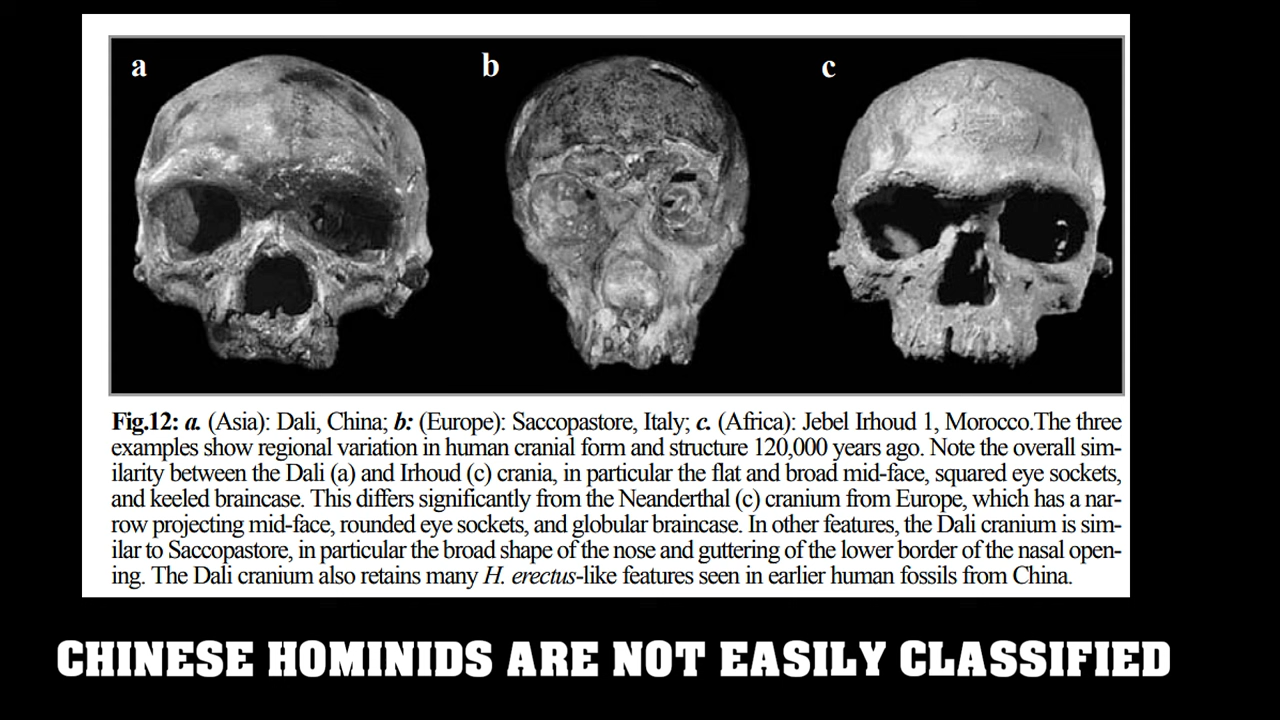 a b c
Fig.12: a. (Asia): Dali, China; b: (Europe): Saccopastore, Italy; c. (Africa): Jebel Irhoud 1, Morocco.The three
examples show regional variation in human cranial form and structure 120,000 years ago. Note the overall sim-
ilarity between the Dali (a) and Irhoud (c) crania, in particular the flat and broad mid-face, squared eye sockets,
and keeled braincase. This differs significantly from the Neanderthal (c) cranium from Europe, which has a nar-
row projecting mid-face, rounded eye sockets, and globular braincase. In other features, the Dali cranium is sim-
ilar to Saccopastore, in particular the broad shape of the nose and guttering of the lower border of the nasal open-
ing. The Dali cranium also retains many H. erectus-like features seen in earlier human fossils from China.
CHINESE HOMINIDS ARE NOT EASILY CLASSIFIED